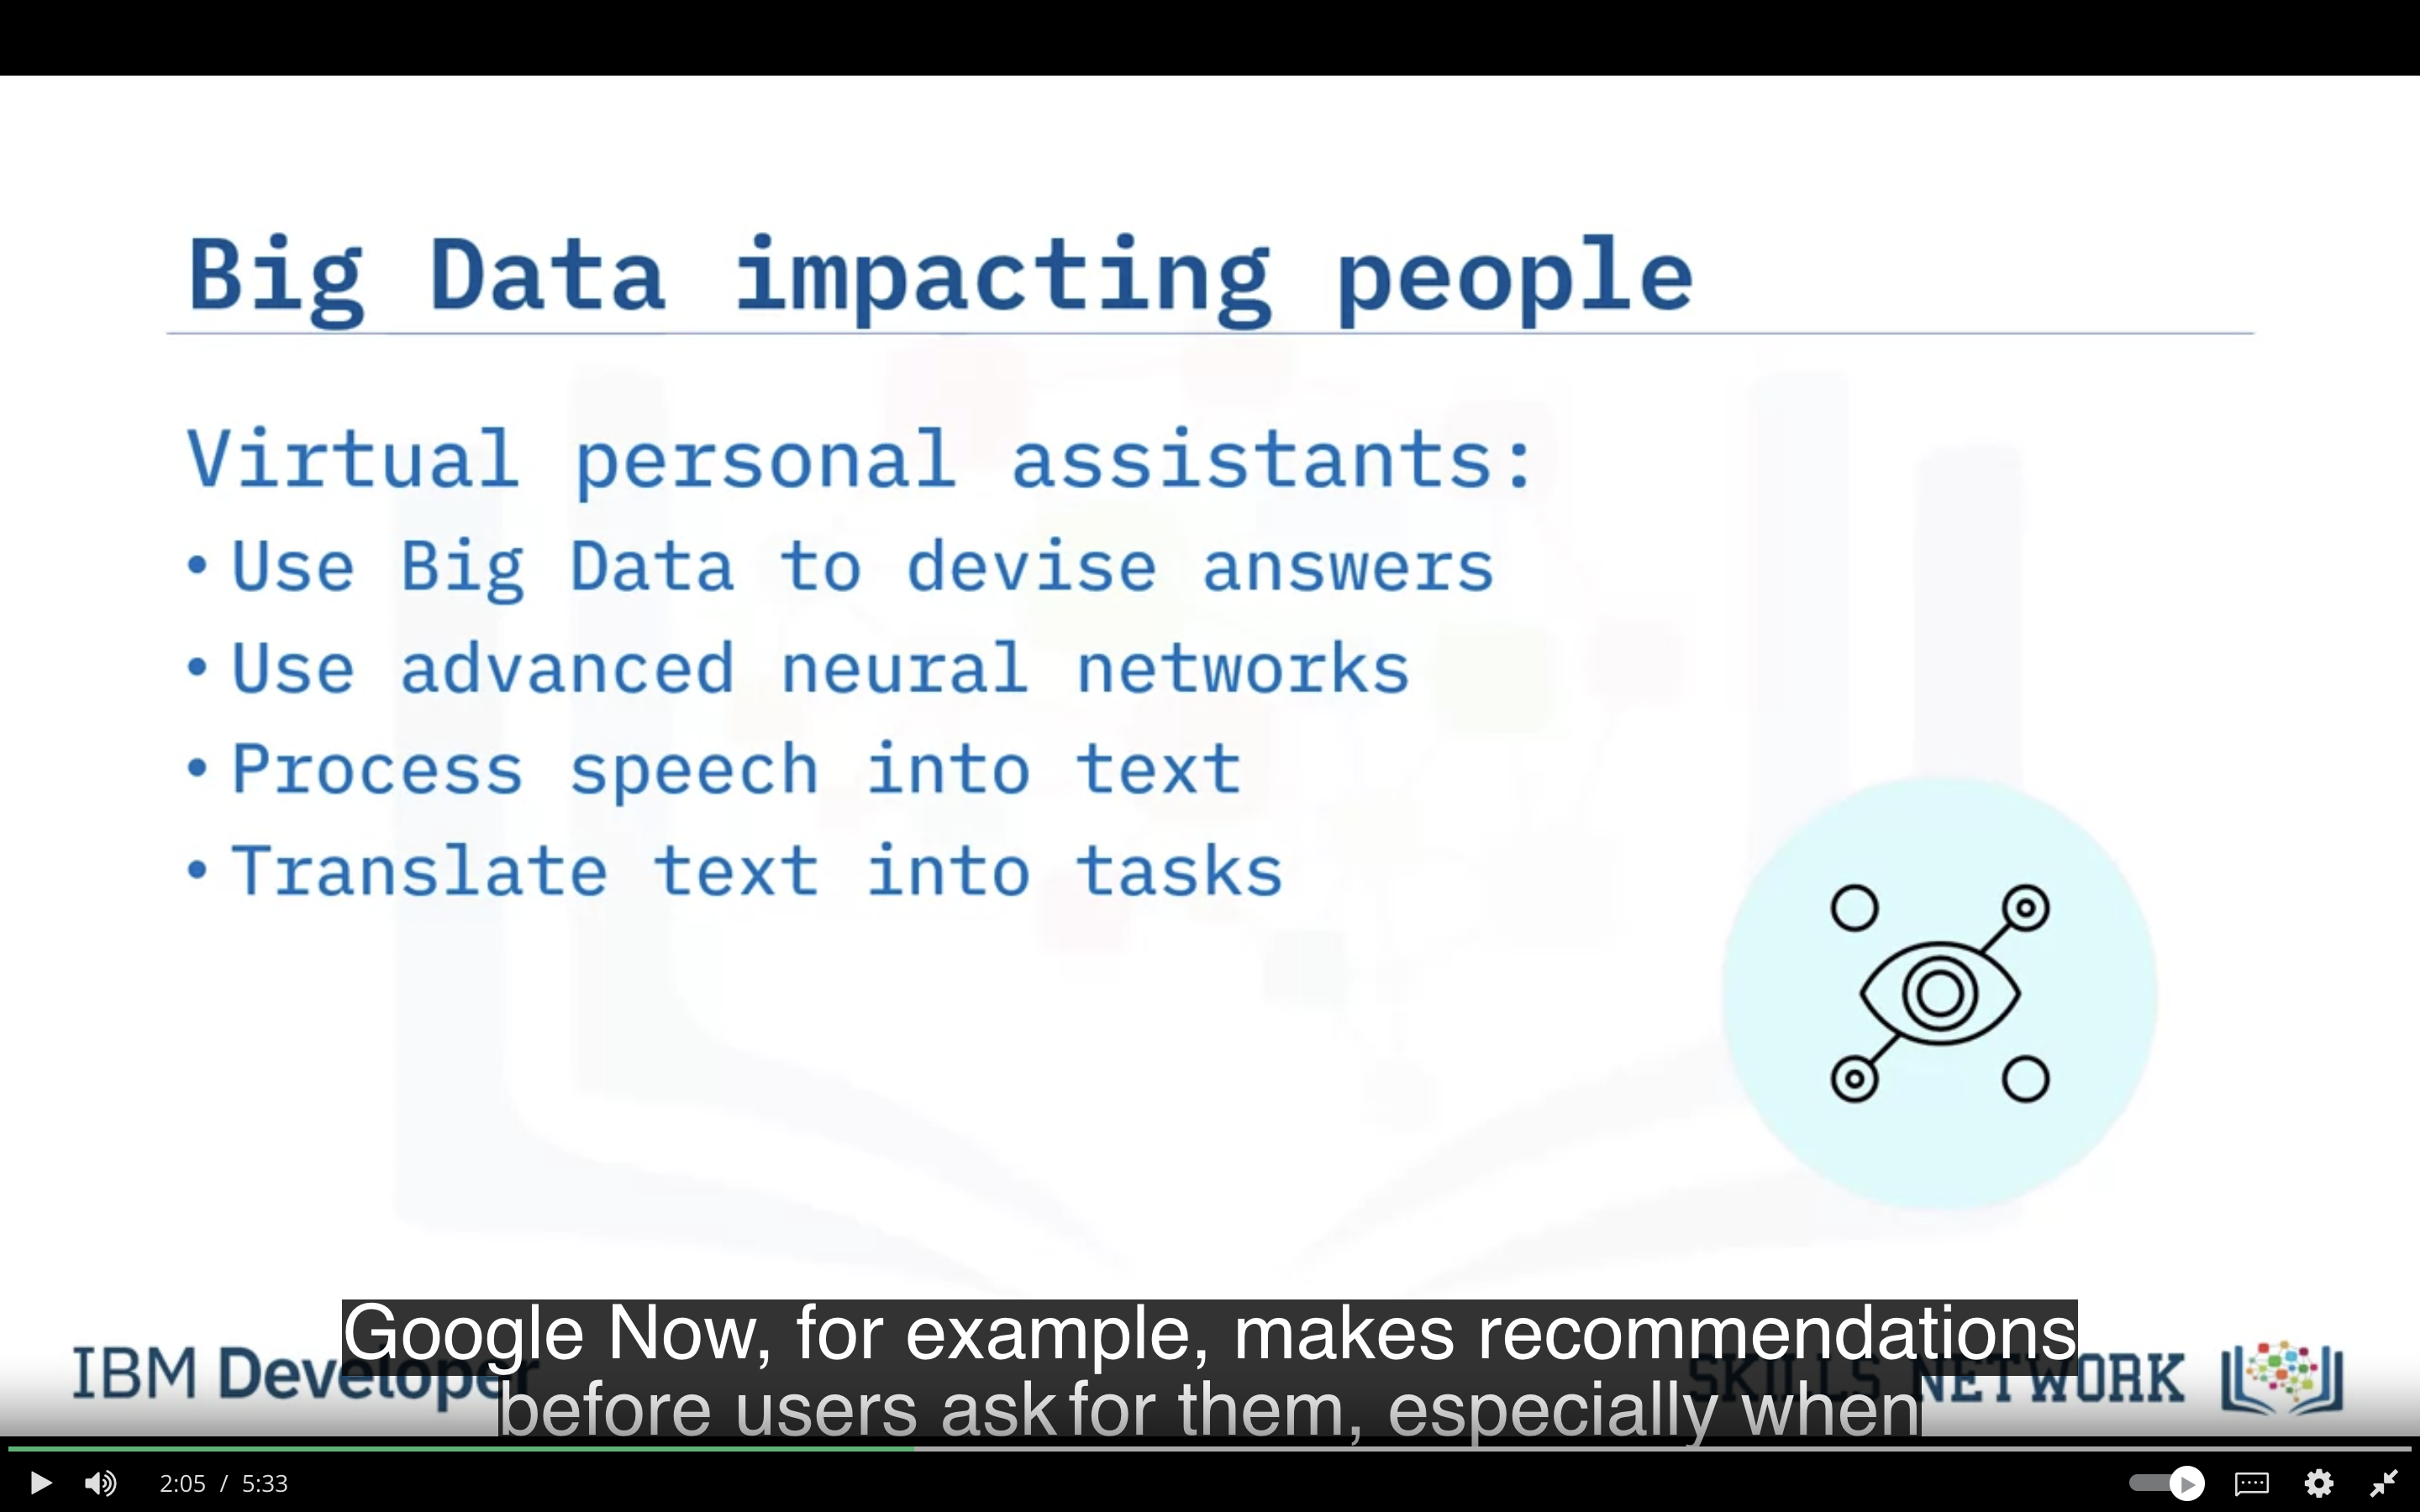 Big Data impacting people
Virtual personal assistants:
• Use Big Data to devise answers
• Use advanced neural networks
• Process speech into text
• Translate text into tasks
Google Now, for example, makes recommendations
before users ask for them, especially when
IBM Developer
SKILLS NETWORK
2:05 / 5:33